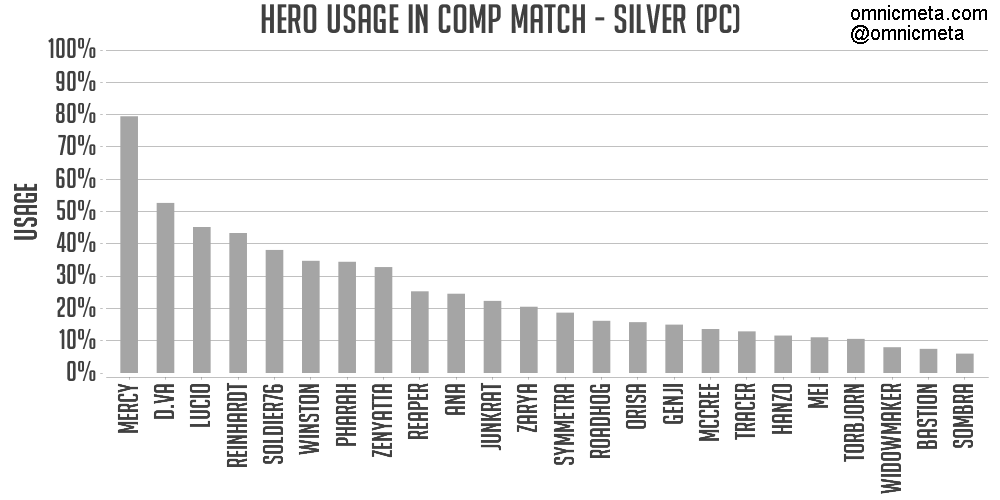 HERO USAGE IN COMP MATCH - SILVER (PC)
omnicmeta.com
@omnicmeta
100%
90%
80%
70%
60%
50%
40%
30%
20%
10%
0%
USAGE
MERCY
D.VA
LUCIO
REINHARDT
SOLDIER76
WINSTON
PHARAH
ZENYATTA
REAPER
ANA
JUNKRAT
ZARYA
SYMMETRA
ROADHOG
ORISA
GENJI
MCCREE
TRACER
HANZO
MEI
TORBJORN
WIDOWMAKER
BASTION
SOMBRA